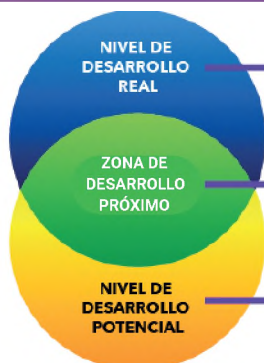 NIVEL DE
DESARROLLO
REAL
ZONA DE
DESARROLLO
PRÓXIMO
NIVEL DE
DESARROLLO
POTENCIAL